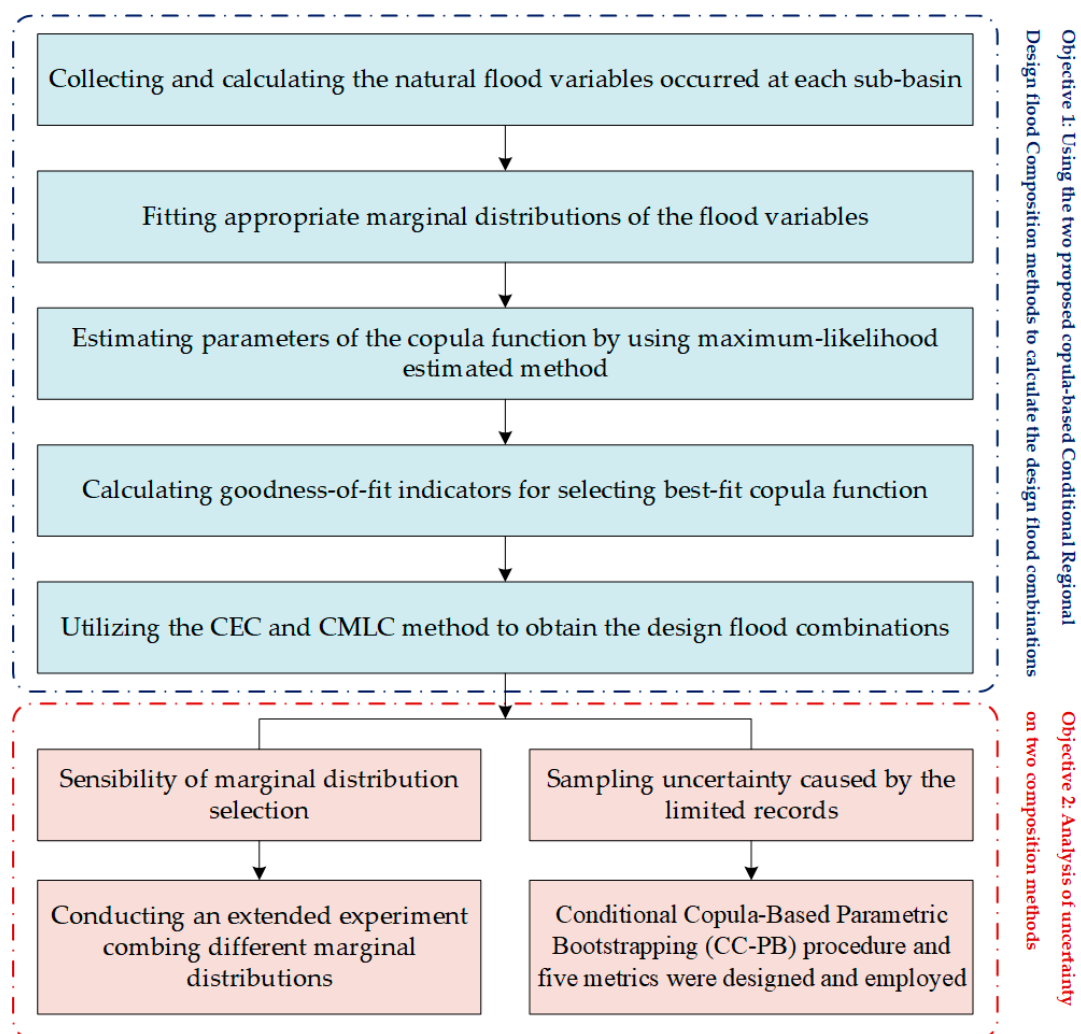 Collecting and calculating the natural flood variables occurred at each sub-basin
Fitting appropriate marginal distributions of the flood variables
Estimating parameters of the copula function by using maximum-likelihood
estimated method
Calculating goodness-of-fit indicators for selecting best-fit copula function
Utilizing the CEC and CMLC method to obtain the design flood combinations
Objective 1: Using the two proposed copula-based Conditional Regional
Design flood Composition methods to calculate the design flood combinations
Sensibility of marginal distribution
selection
Sampling uncertainty caused by the
limited records
Conducting an extended experiment
combing different marginal
distributions
Conditional Copula-Based Parametric
Bootstrapping (CC-PB) procedure and
five metrics were designed and employed
Objective 2: Analysis of uncertainty
on two composition methods